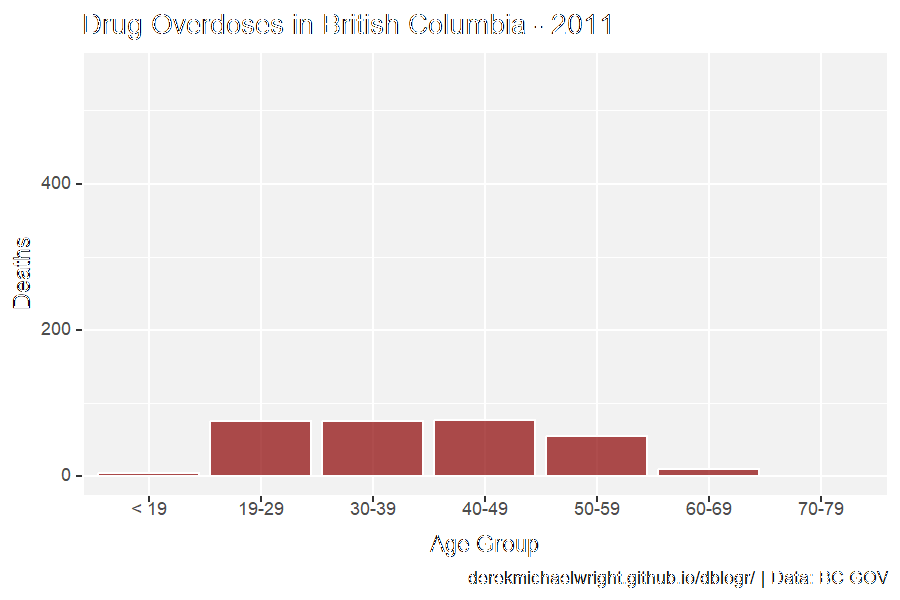 Drug Overdoses in British Columbia - 2011
400
200
0
Deaths
< 19
19-29
30-39
40-49
50-59
60-69
70-79
Age Group
derekmichaelwright.github.io/dblogr/ | Data: BC GOV